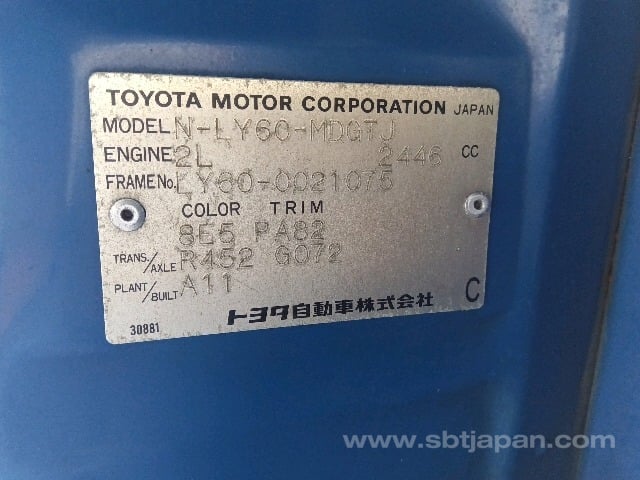 TOYOTA MOTOR CORPORATION JAPAN
MODEL N-LY60-MDGTJ
ENGINE 2L 2446 CC
FRAME No. LY60-0021075
COLOR TRIM
8E5 PA82
TRANS./AXLE R452 G072
PLANT/BUILT A11
トヨタ自動車株式会社 C
30881
www.sbtjapan.com